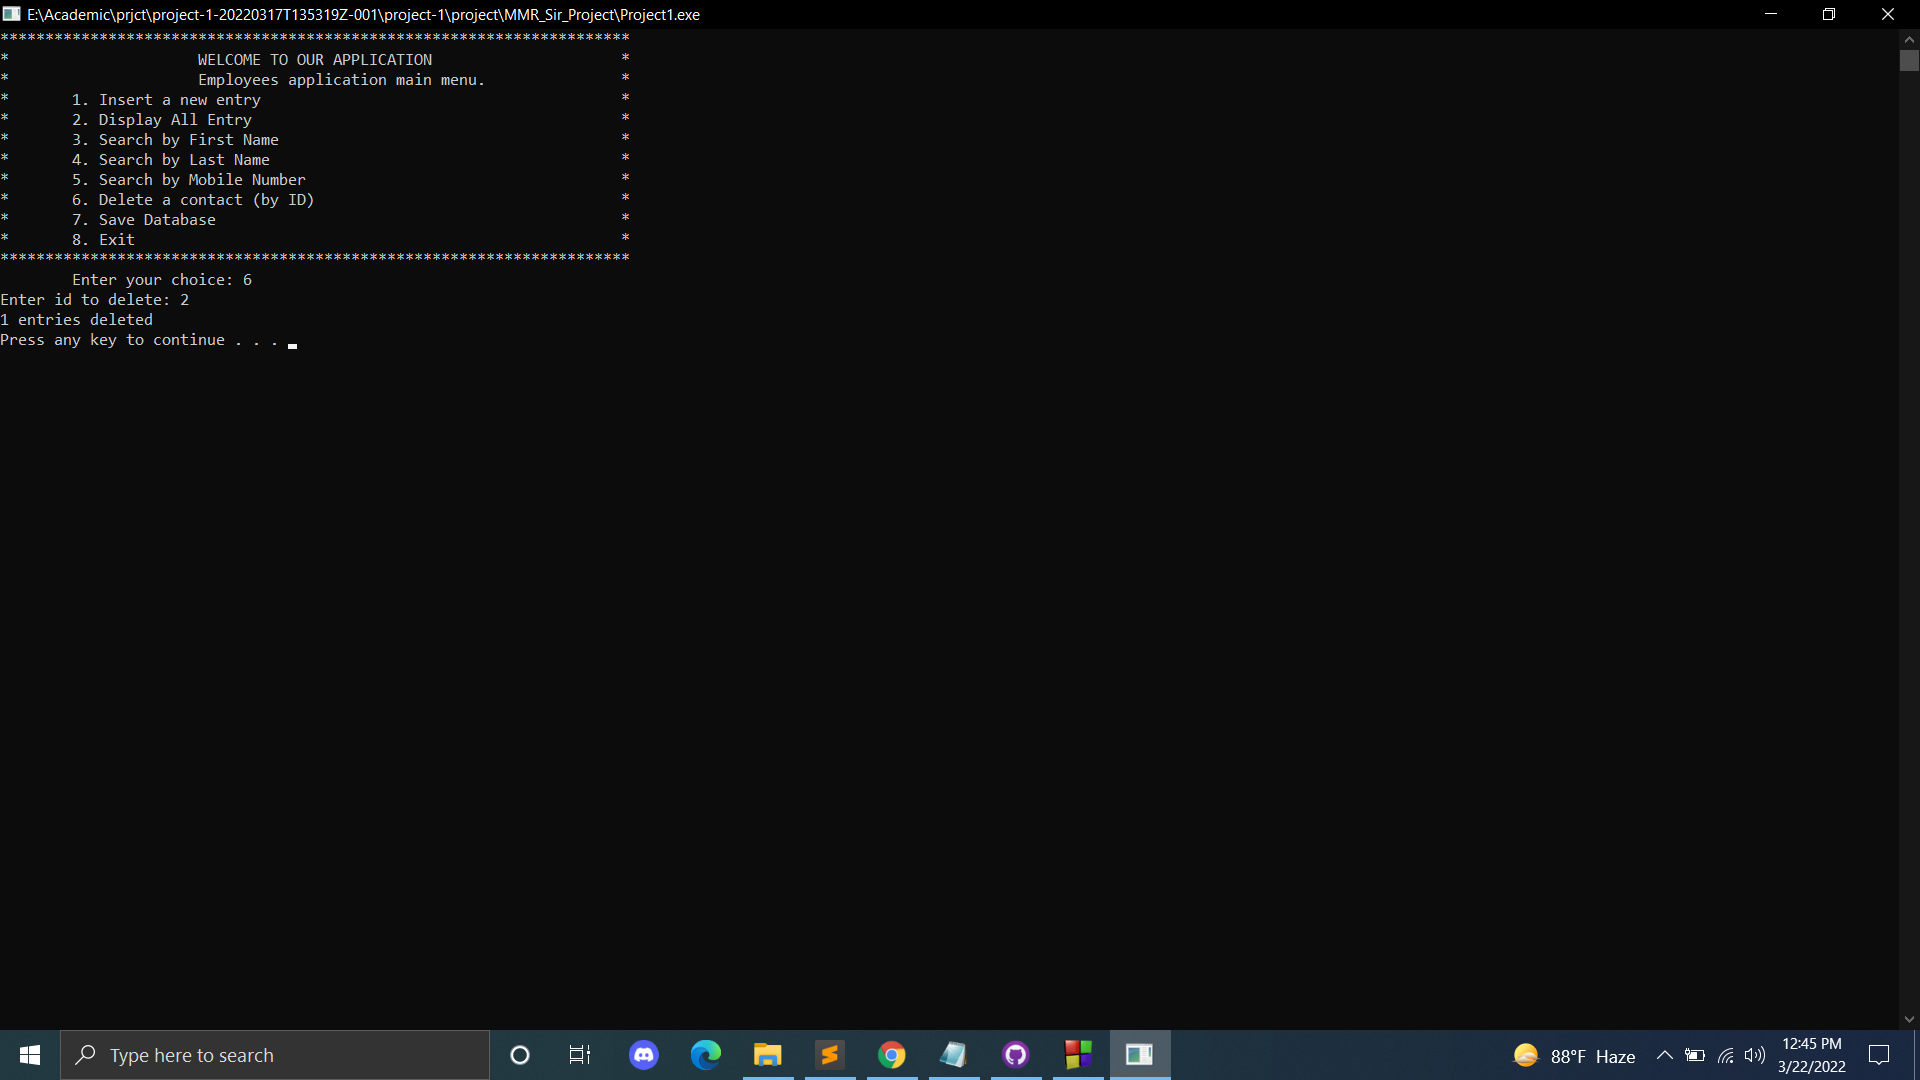 E:\Academic\prjct\project-1-20220317T135319Z-001\project-1\project\MMR_Sir_Project\Project1.exe
**********************************************************************
* WELCOME TO OUR APPLICATION *
* Employees application main menu. *
* 1. Insert a new entry *
* 2. Display All Entry *
* 3. Search by First Name *
* 4. Search by Last Name *
* 5. Search by Mobile Number *
* 6. Delete a contact (by ID) *
* 7. Save Database *
* 8. Exit *
**********************************************************************
Enter your choice: 6
Enter id to delete: 2
1 entries deleted
Press any key to continue . . .
Type here to search
88°F Haze
12:45 PM
3/22/2022